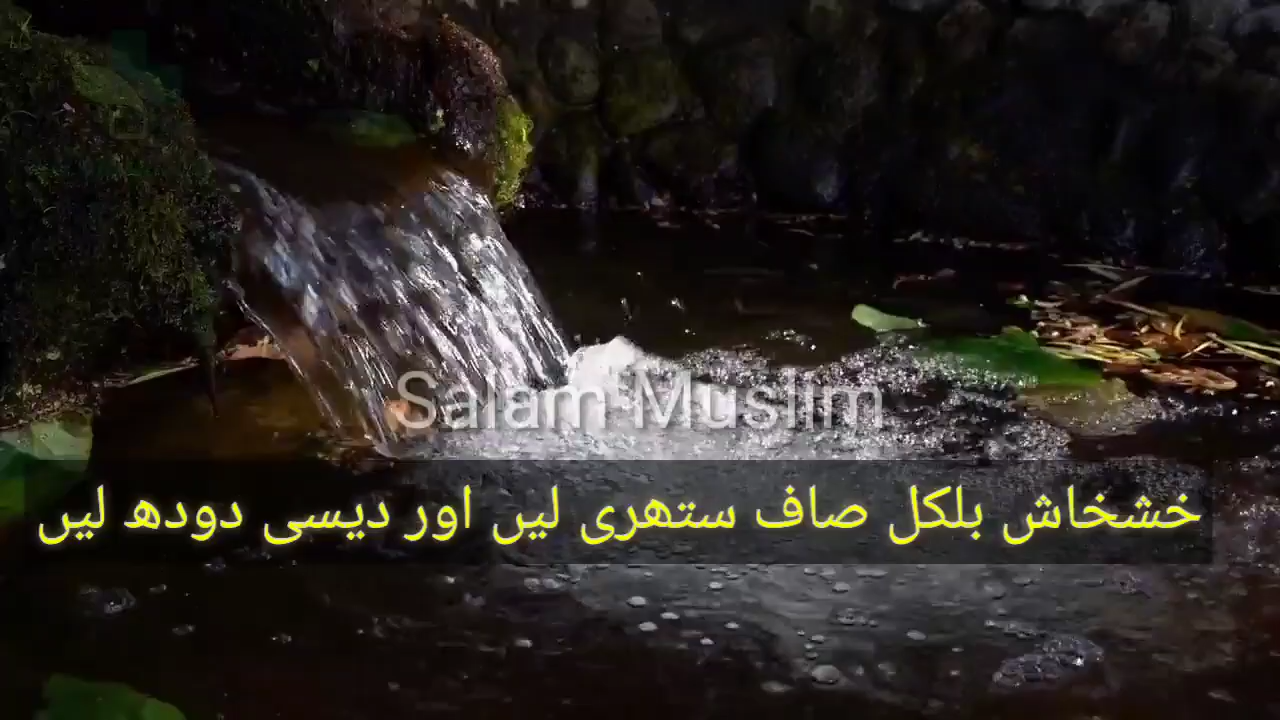 Salam Muslim
خشخاش بلکل صاف ستھری لیں اور دیسی دودھ لیں